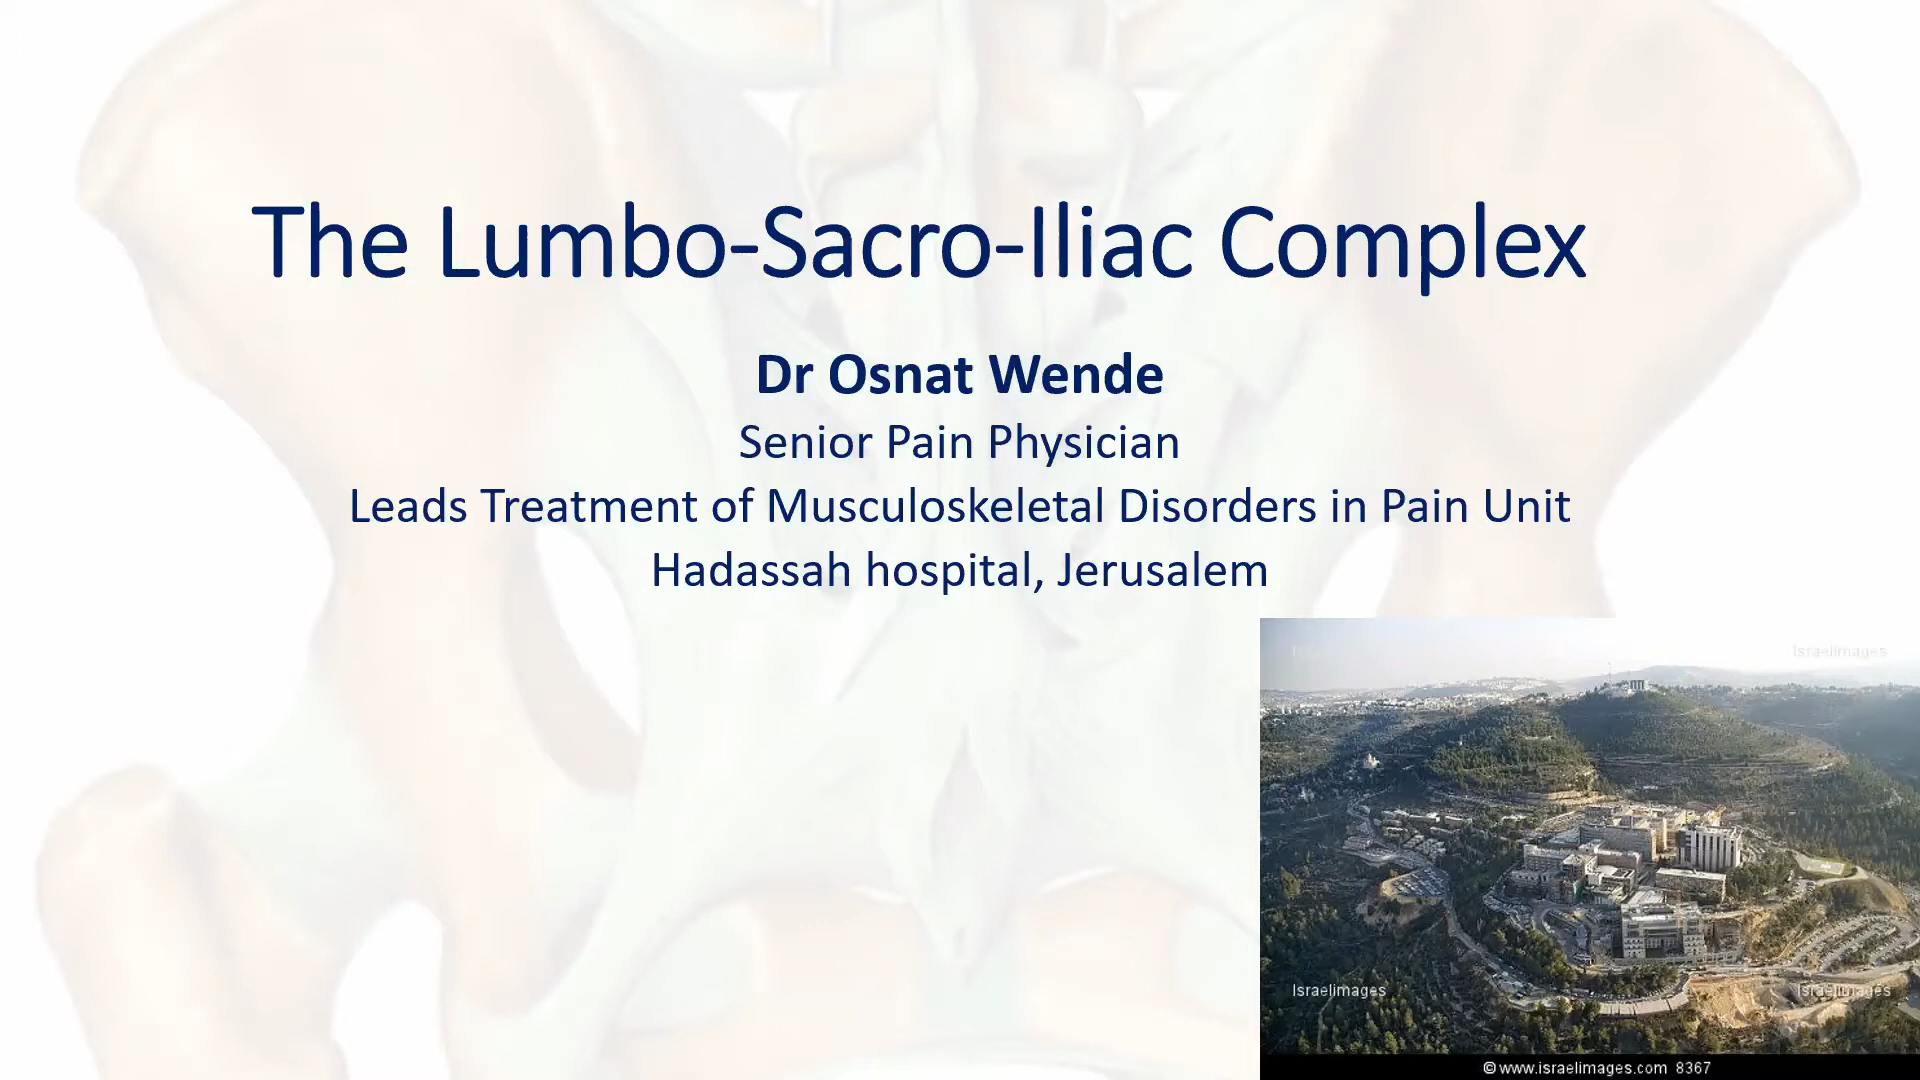 The Lumbo-Sacro-Iliac Complex
Dr Osnat Wende
Senior Pain Physician
Leads Treatment of Musculoskeletal Disorders in Pain Unit
Hadassah hospital, Jerusalem
Israelimages
Israelimages
Israelimages
© www.israelimages.com 8367